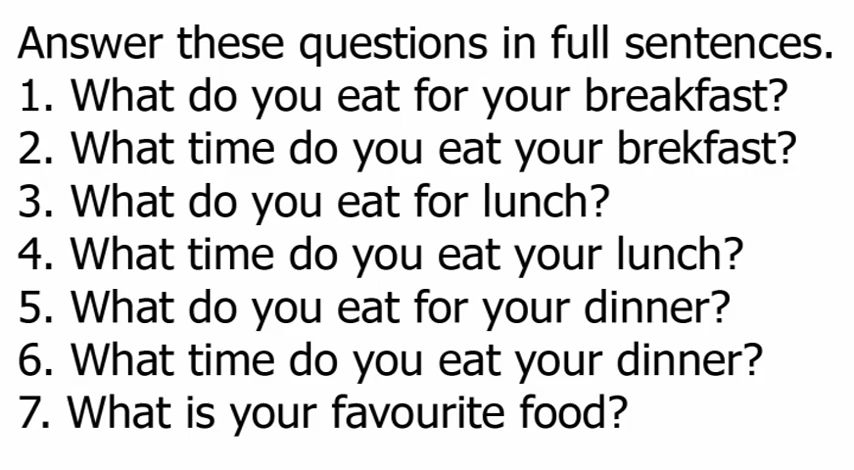 Answer these questions in full sentences.
1. What do you eat for your breakfast?
2. What time do you eat your brekfast?
3. What do you eat for lunch?
4. What time do you eat your lunch?
5. What do you eat for your dinner?
6. What time do you eat your dinner?
7. What is your favourite food?